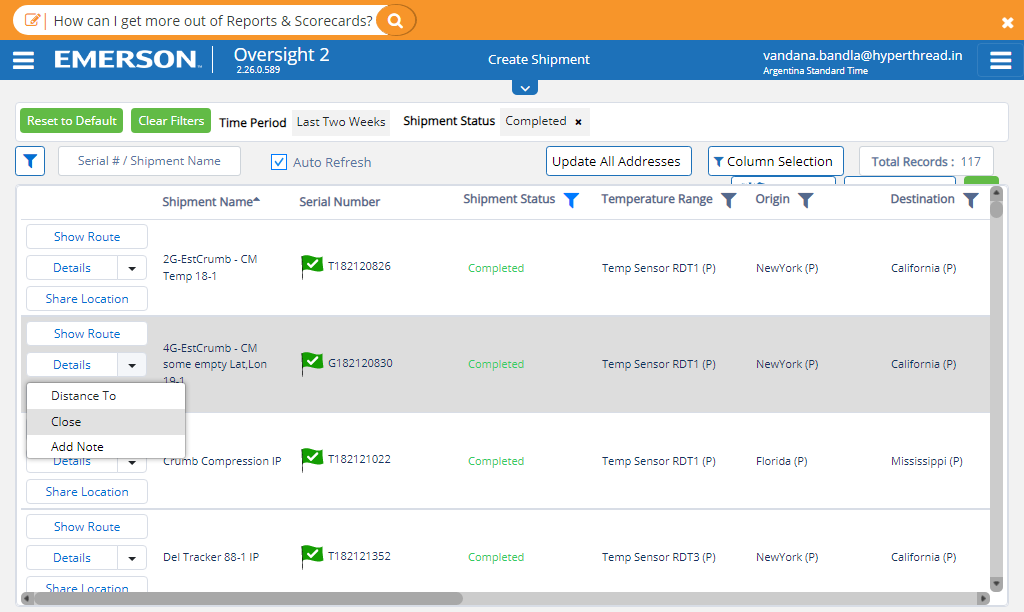 How can I get more out of Reports & Scorecards?
EMERSON
Oversight 2
2.26.0.589
Create Shipment
vandana.bandla@hyperthread.in
Argentina Standard Time
Reset to Default
Clear Filters
Time Period
Last Two Weeks
Shipment Status
Completed ×
Serial # / Shipment Name
Auto Refresh
Update All Addresses
Column Selection
Total Records : 117
Shipment Name
Serial Number
Shipment Status
Temperature Range
Origin
Destination
Show Route
Details
Share Location
2G-EstCrumb - CM
Temp 18-1
T182120826
Completed
Temp Sensor RDT1 (P)
NewYork (P)
California (P)
Show Route
Details
4G-EstCrumb - CM
some empty Lat,Lon
19-1
G182120830
Completed
Temp Sensor RDT1 (P)
NewYork (P)
California (P)
Distance To
Close
Add Note
Details
Share Location
Crumb Compression IP
T182121022
Completed
Temp Sensor RDT1 (P)
Florida (P)
Mississippi (P)
Show Route
Details
Share Location
Del Tracker 88-1 IP
T182121352
Completed
Temp Sensor RDT3 (P)
NewYork (P)
California (P)